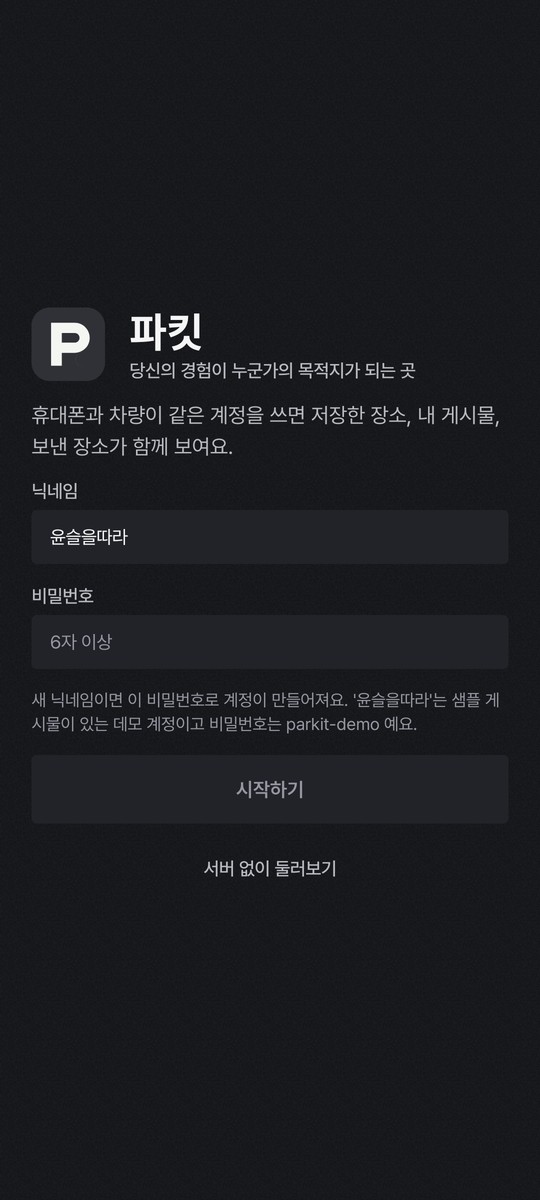 P
파킷
당신의 경험이 누군가의 목적지가 되는 곳
휴대폰과 차량이 같은 계정을 쓰면 저장한 장소, 내 게시물,
보낸 장소가 함께 보여요.
닉네임
윤슬을따라
비밀번호
6자 이상
새 닉네임이면 이 비밀번호로 계정이 만들어져요. '윤슬을따라'는 샘플 게
시물이 있는 데모 계정이고 비밀번호는 parkit-demo 예요.
시작하기
서버 없이 둘러보기